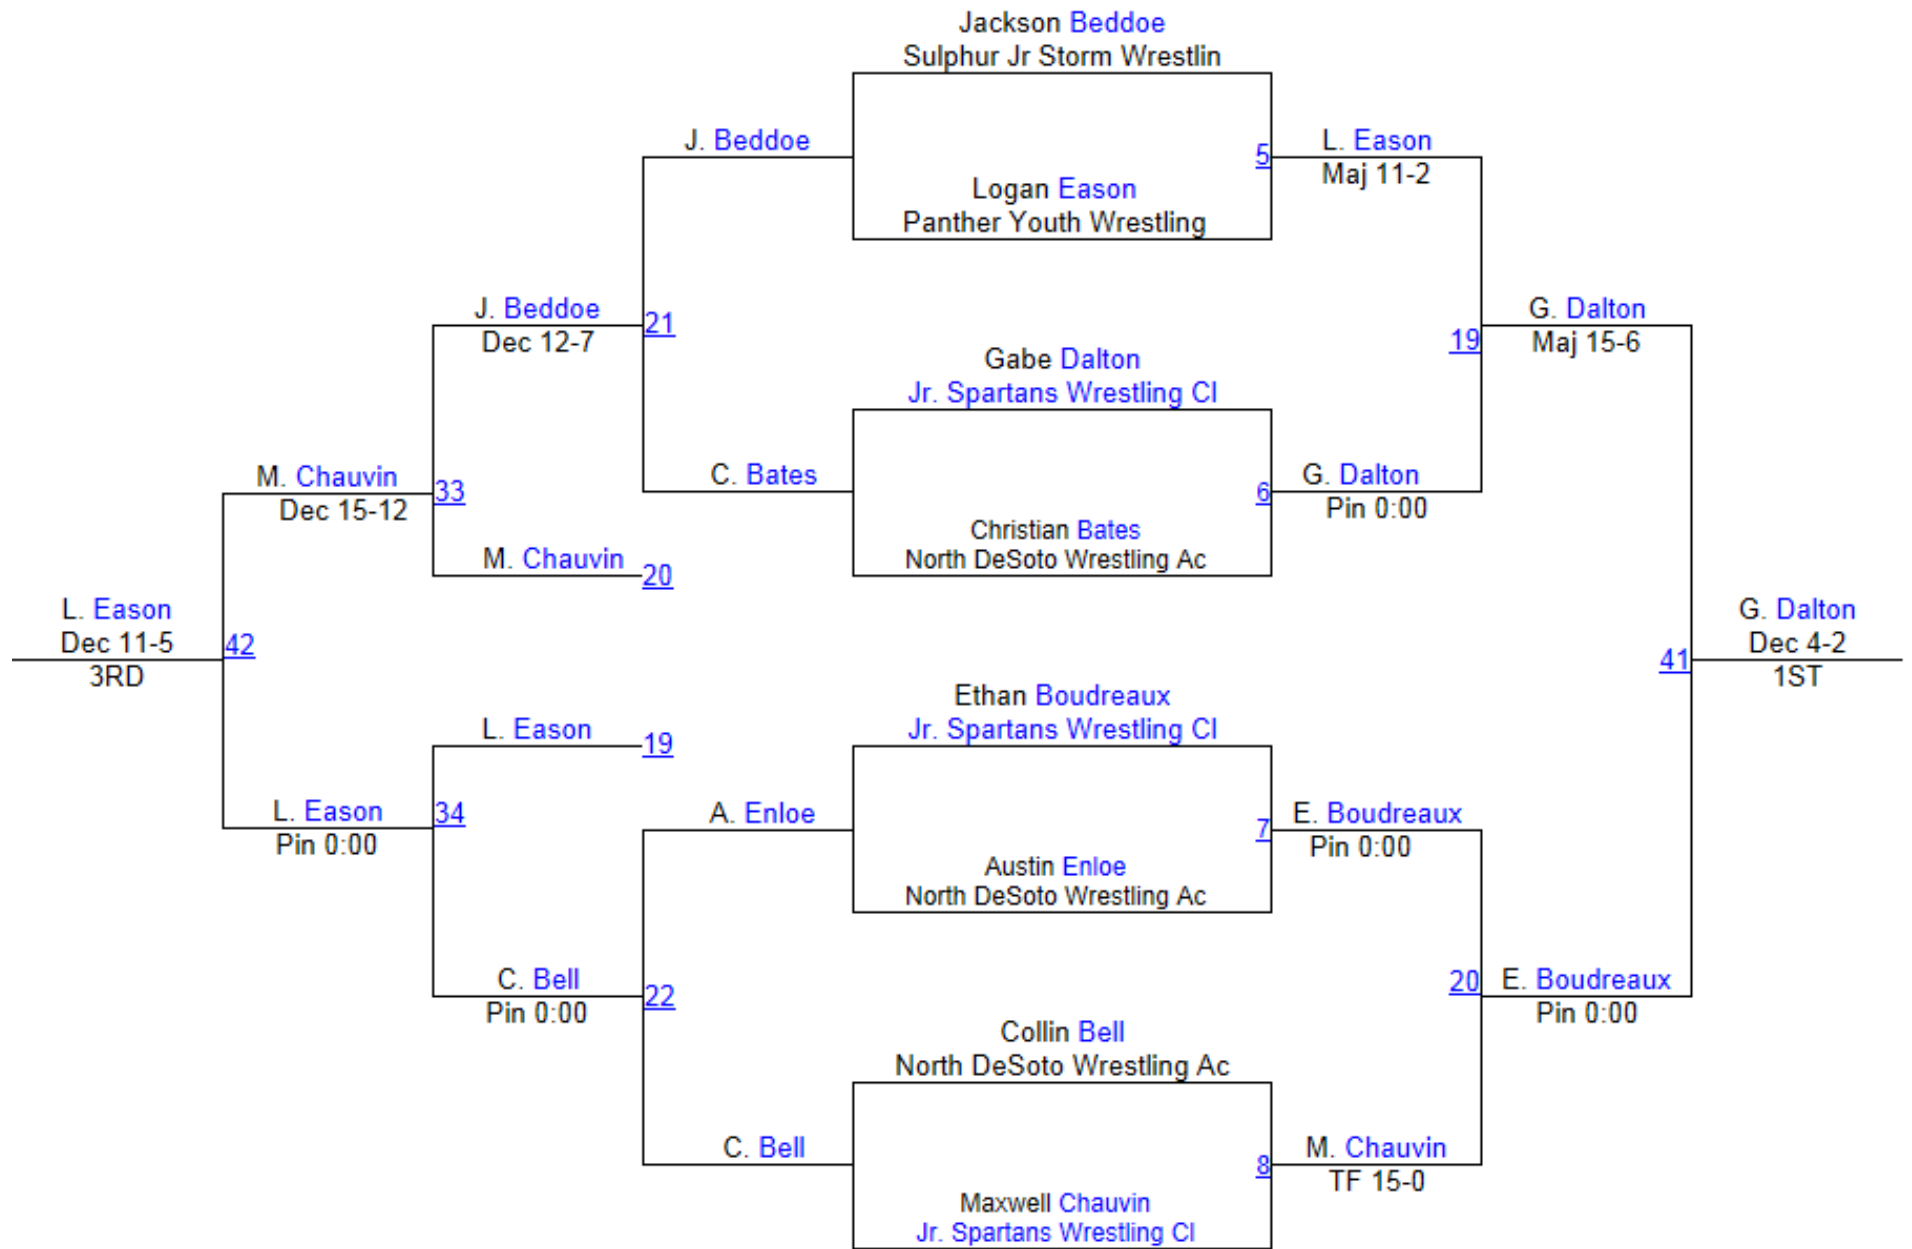 Jackson Beddoe
Sulphur Jr Storm Wrestlin
J. Beddoe
5
L. Eason
Maj 11-2
Logan Eason
Panther Youth Wrestling
J. Beddoe
Dec 12-7
21
G. Dalton
Maj 15-6
19
Gabe Dalton
Jr. Spartans Wrestling Cl
M. Chauvin
Dec 15-12
33
C. Bates
6
G. Dalton
Pin 0:00
Christian Bates
North DeSoto Wrestling Ac
M. Chauvin
20
L. Eason
Dec 11-5
3RD
42
G. Dalton
Dec 4-2
1ST
41
Ethan Boudreaux
Jr. Spartans Wrestling Cl
L. Eason
19
L. Eason
Pin 0:00
34
A. Enloe
7
E. Boudreaux
Pin 0:00
Austin Enloe
North DeSoto Wrestling Ac
C. Bell
Pin 0:00
22
20
E. Boudreaux
Pin 0:00
Collin Bell
North DeSoto Wrestling Ac
C. Bell
8
M. Chauvin
TF 15-0
Maxwell Chauvin
Jr. Spartans Wrestling Cl